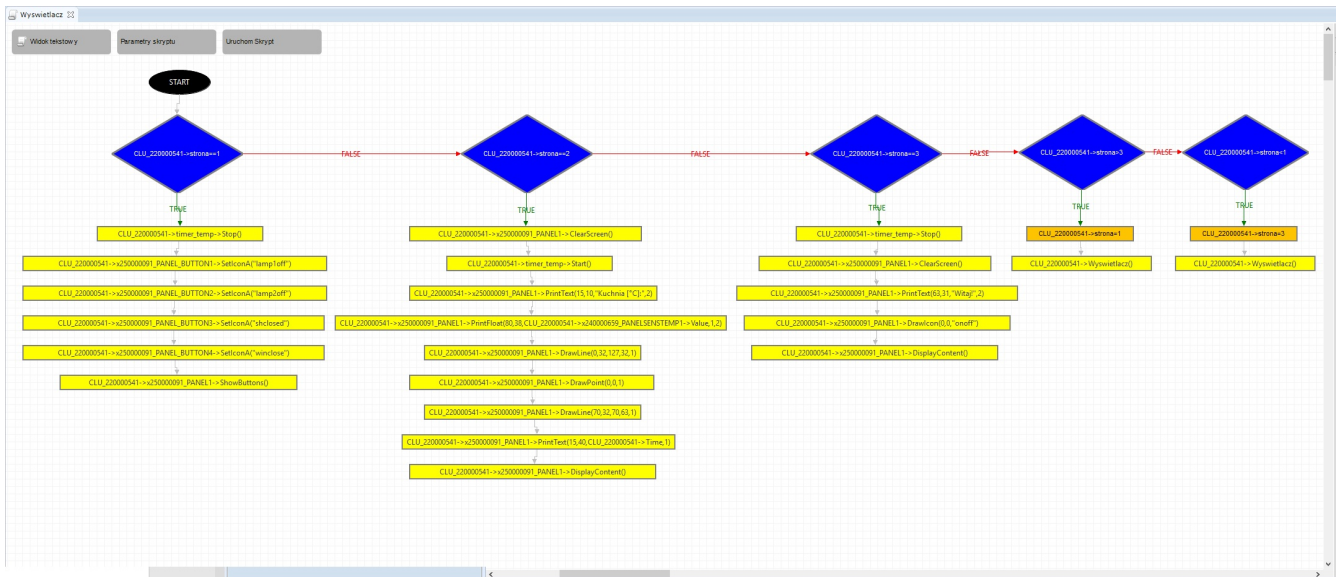 Wyswietlacz
Widok tekstowy
Parametry skryptu
Uruchom Skrypt
START
CLU_220000541->strona==1
FALSE
CLU_220000541->strona==2
FALSE
CLU_220000541->strona==3
FALSE
CLU_220000541->strona>3
FALSE
CLU_220000541->strona<1
TRUE
TRUE
TRUE
TRUE
TRUE
CLU_220000541->timer_temp->Stop()
CLU_220000541->x250000091_PANEL_BUTTON1->SetIconA("lamp1off")
CLU_220000541->x250000091_PANEL_BUTTON2->SetIconA("lamp2off")
CLU_220000541->x250000091_PANEL_BUTTON3->SetIconA("shclosed")
CLU_220000541->x250000091_PANEL_BUTTON4->SetIconA("winclose")
CLU_220000541->x250000091_PANEL1->ShowButtons()
CLU_220000541->x250000091_PANEL1->ClearScreen()
CLU_220000541->timer_temp->Start()
CLU_220000541->x250000091_PANEL1->PrintText(15,10,"Kuchnia [°C]:",2)
CLU_220000541->x250000091_PANEL1->PrintFloat(80,38,CLU_220000541->x240000659_PANELSENSTEMP1->Value,1,2)
CLU_220000541->x250000091_PANEL1->DrawLine(0,32,127,32,1)
CLU_220000541->x250000091_PANEL1->DrawPoint(0,0,1)
CLU_220000541->x250000091_PANEL1->DrawLine(70,32,70,63,1)
CLU_220000541->x250000091_PANEL1->PrintText(15,40,CLU_220000541->Time,1)
CLU_220000541->x250000091_PANEL1->DisplayContent()
CLU_220000541->timer_temp->Stop()
CLU_220000541->x250000091_PANEL1->ClearScreen()
CLU_220000541->x250000091_PANEL1->PrintText(63,31,"Witaj!",2)
CLU_220000541->x250000091_PANEL1->DrawIcon(0,0,"onoff")
CLU_220000541->x250000091_PANEL1->DisplayContent()
CLU_220000541->strona=1
CLU_220000541->Wyswietlacz()
CLU_220000541->strona=3
CLU_220000541->Wyswietlacz()